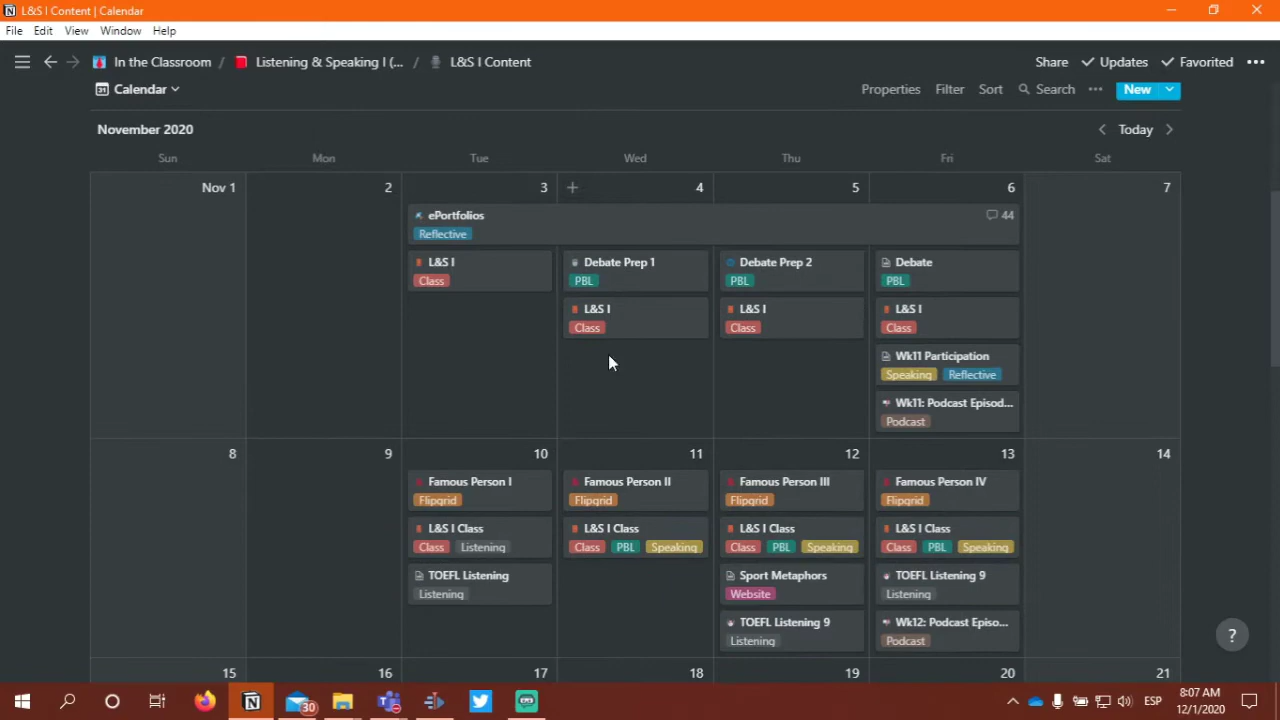 L&S I Content | Calendar
File Edit View Window Help
In the Classroom / Listening & Speaking I (... / L&S I Content
Share Updates Favorited
Calendar
Properties Filter Sort Search New
November 2020
Today
Sun Mon Tue Wed Thu Fri Sat
Nov 1 2 3 4 5 6 7
ePortfolios 44
Reflective
L&S I Debate Prep 1 Debate Prep 2 Debate
Class PBL PBL PBL
L&S I L&S I L&S I
Class Class Class
Wk11 Participation
Speaking Reflective
Wk11: Podcast Episod...
Podcast
8 9 10 11 12 13 14
Famous Person I Famous Person II Famous Person III Famous Person IV
Flipgrid Flipgrid Flipgrid Flipgrid
L&S I Class L&S I Class L&S I Class L&S I Class
Class Listening Class PBL Speaking Class PBL Speaking Class PBL Speaking
TOEFL Listening Sport Metaphors TOEFL Listening 9
Listening Website Listening
TOEFL Listening 9 Wk12: Podcast Episo...
Listening Podcast
?
15 16 17 18 19 20 21
30
ESP
8:07 AM
12/1/2020